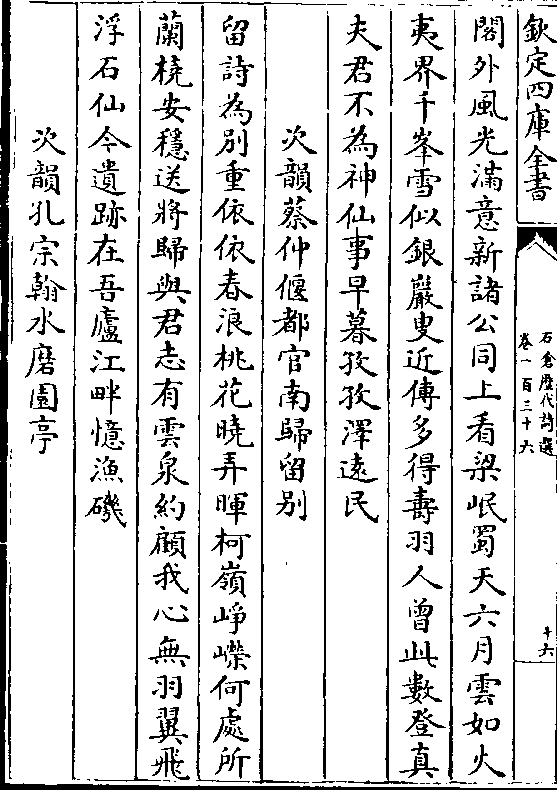 欽定四庫全書
石倉歷代詩選
卷一百三十六
十六
閣外風光滿意新諸公同上看梁岷蜀天六月雲如火
夷界千峯雪似銀巖叟近傳多得壽羽人曾此數登真
夫君不為神仙事早暮孜孜澤遠民
次韻蔡仲偃都官南歸留別
留詩為別重依依春浪桃花曉弄暉柯嶺崢嶸何處所
蘭橈安穩送將歸與君志有雲泉約顧我心無羽翼飛
浮石仙今遺跡在吾廬江畔憶漁磯
次韻孔宗翰水磨園亭